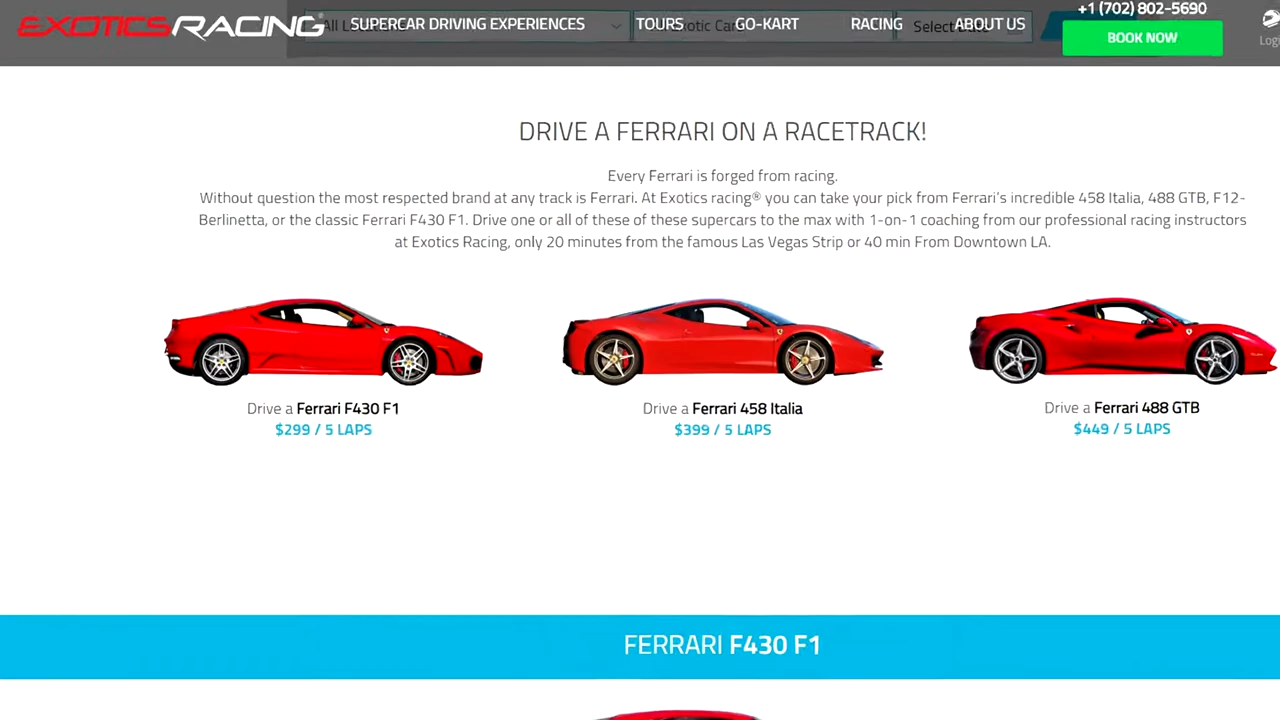 EXOTICSRACING®
SUPERCAR DRIVING EXPERIENCES
TOURS
GO-KART
RACING
ABOUT US
+1 (702) 802-5690
BOOK NOW
Select Date
DRIVE A FERRARI ON A RACETRACK!
Every Ferrari is forged from racing.
Without question the most respected brand at any track is Ferrari. At Exotics racing® you can take your pick from Ferrari's incredible 458 Italia, 488 GTB, F12-
Berlinetta, or the classic Ferrari F430 F1. Drive one or all of these of these supercars to the max with 1-on-1 coaching from our professional racing instructors
at Exotics Racing, only 20 minutes from the famous Las Vegas Strip or 40 min From Downtown LA.
Drive a Ferrari F430 F1
$299 / 5 LAPS
Drive a Ferrari 458 Italia
$399 / 5 LAPS
Drive a Ferrari 488 GTB
$449 / 5 LAPS
FERRARI F430 F1